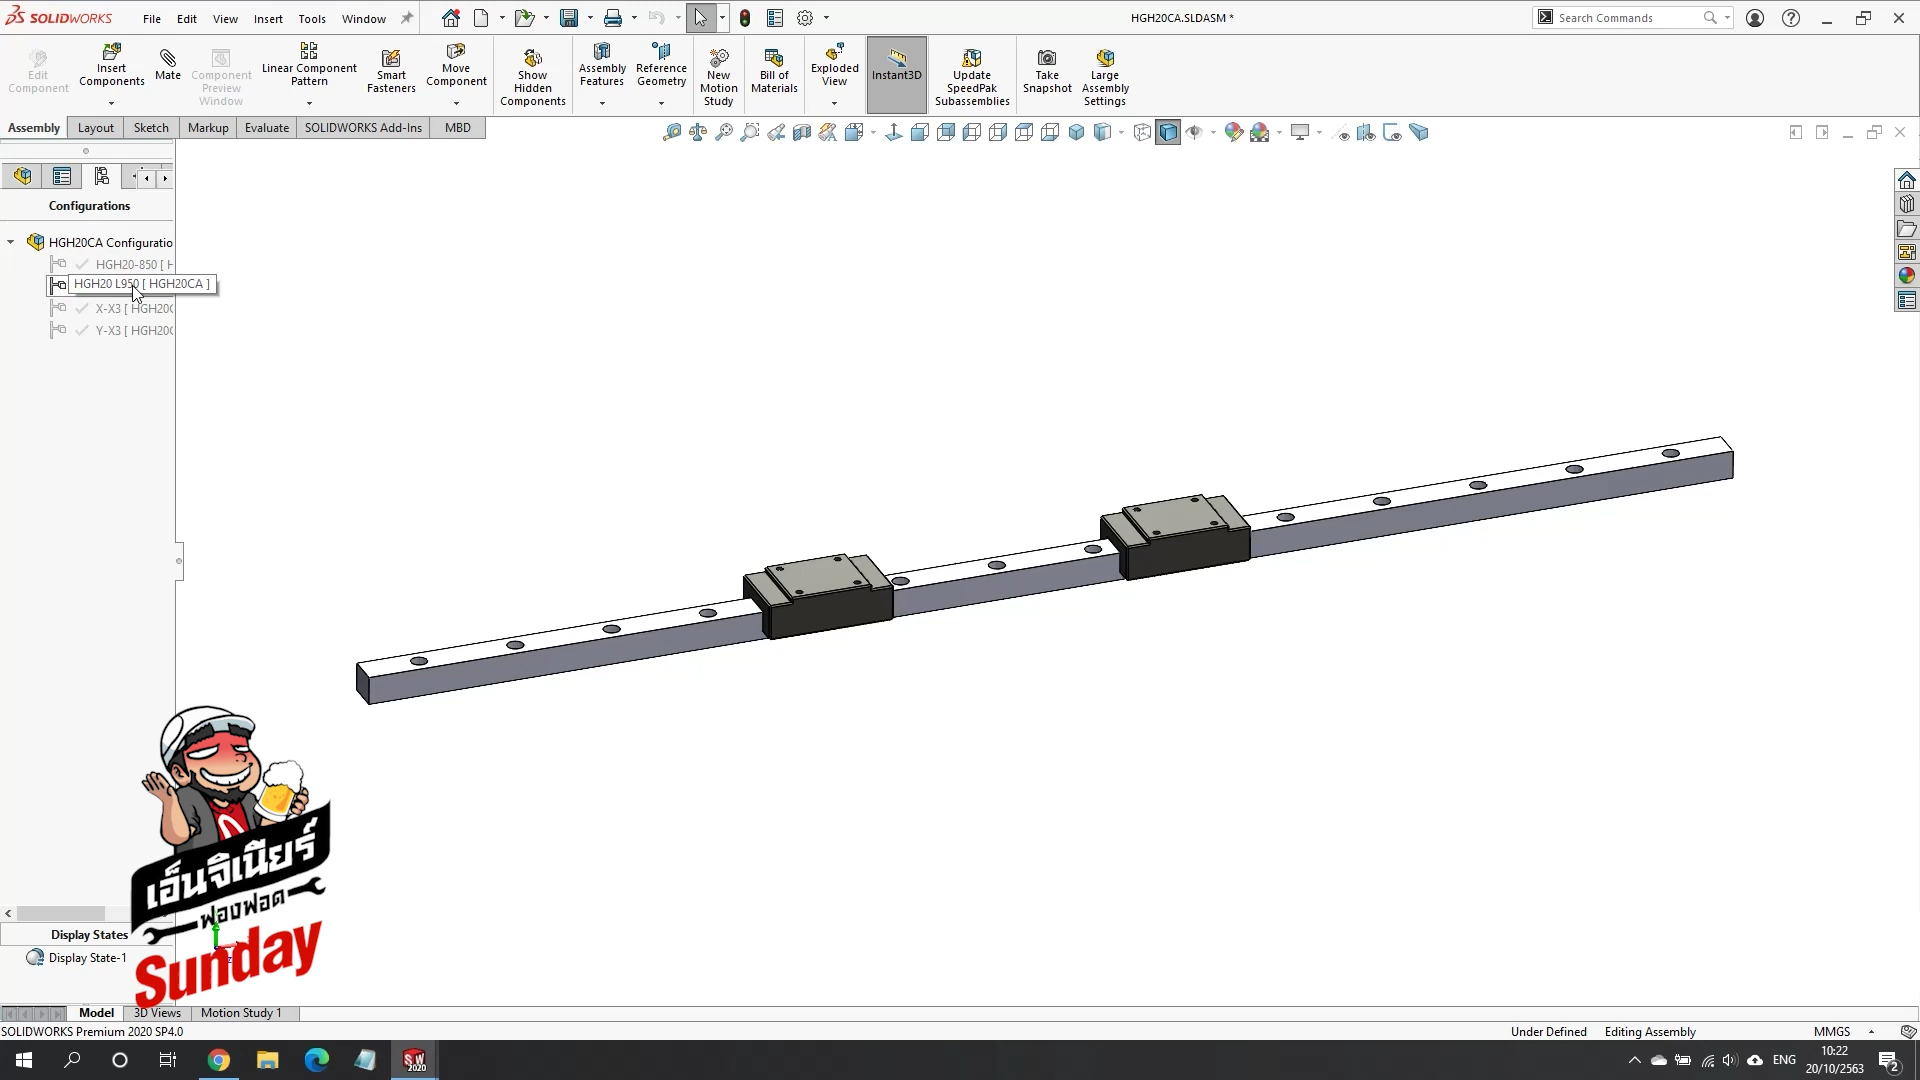 SOLIDWORKS
File
Edit
View
Insert
Tools
Window
HGH20CA.SLDASM *
Search Commands
Edit
Component
Insert
Components
Mate
Component
Preview
Window
Linear Component
Pattern
Smart
Fasteners
Move
Component
Show
Hidden
Components
Assembly
Features
Reference
Geometry
New
Motion
Study
Bill of
Materials
Exploded
View
Instant3D
Update
SpeedPak
Subassemblies
Take
Snapshot
Large
Assembly
Settings
Assembly
Layout
Sketch
Markup
Evaluate
SOLIDWORKS Add-Ins
MBD
Configurations
HGH20CA Configuratio
HGH20-850 [ H
HGH20 L950 [ HGH20CA ]
X-X3 [ HGH20C
Y-X3 [ HGH20C
เอ็นจิเนียร์
ฟองฟอด
Sunday
Display States
Display State-1
Model
3D Views
Motion Study 1
SOLIDWORKS Premium 2020 SP4.0
Under Defined
Editing Assembly
MMGS
SW
2020
ENG
10:22
20/10/2563
2